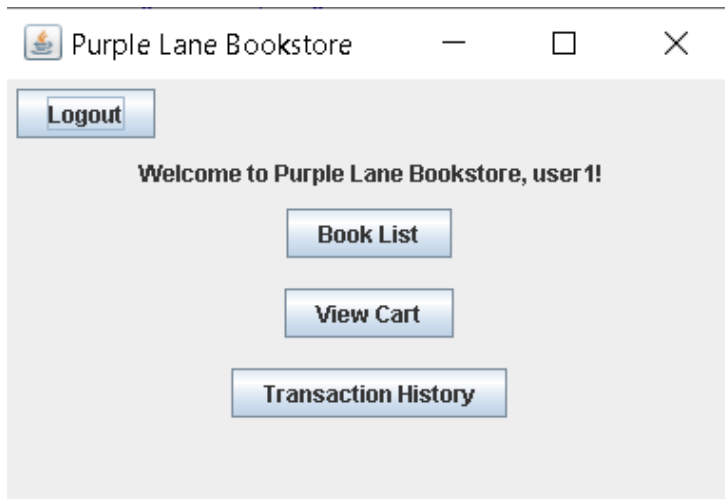 Purple Lane Bookstore
Logout
Welcome to Purple Lane Bookstore, user1!
Book List
View Cart
Transaction History